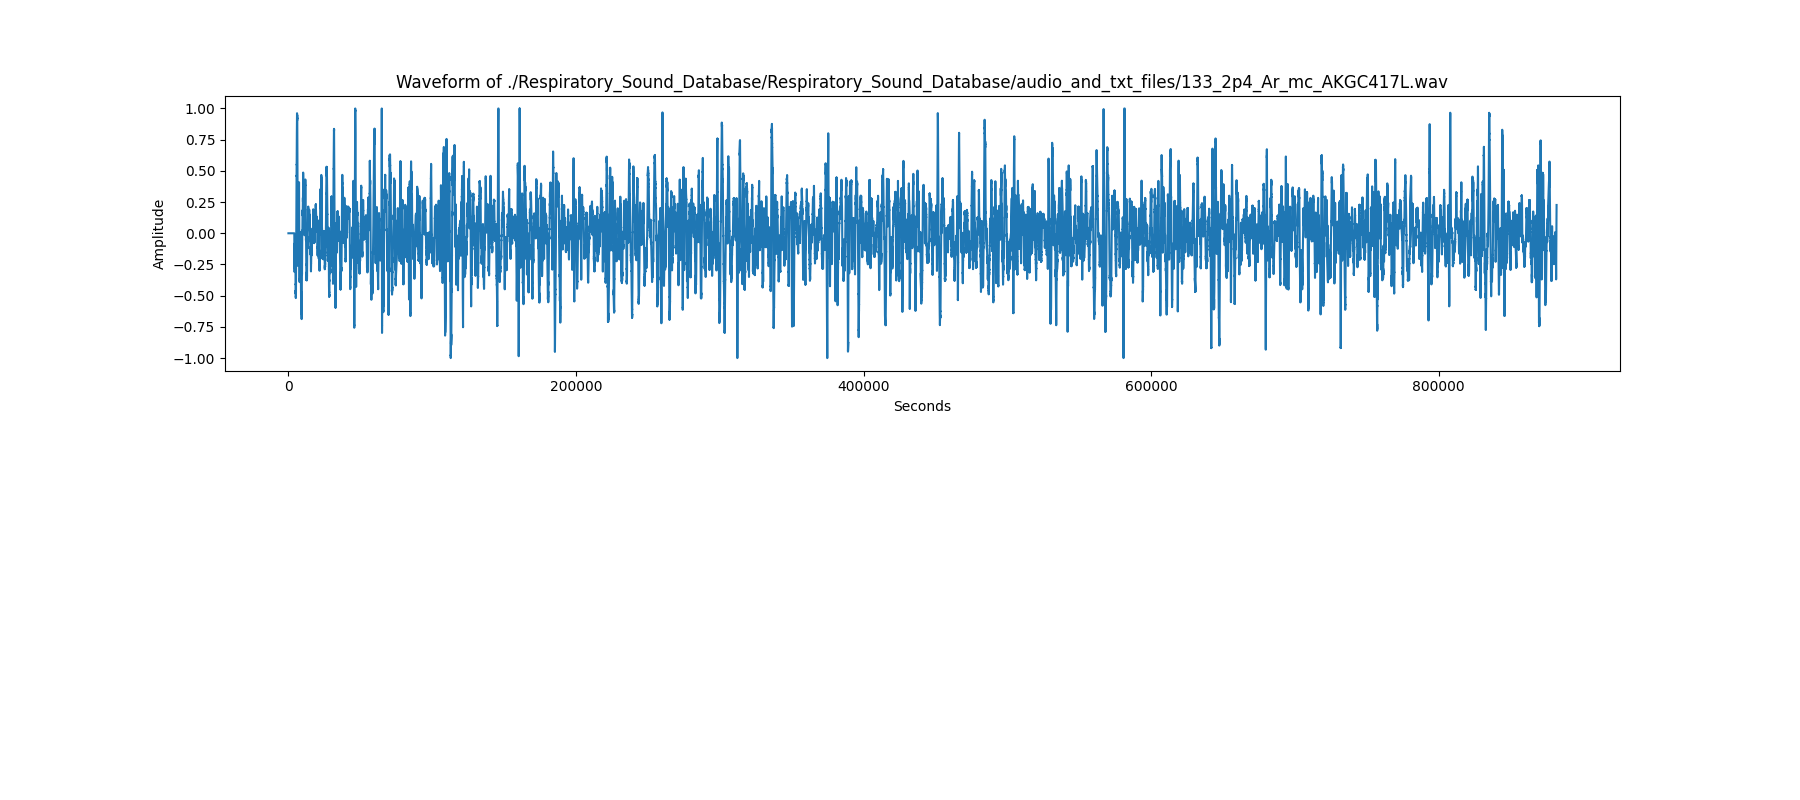 Waveform of ./Respiratory_Sound_Database/Respiratory_Sound_Database/audio_and_txt_files/133_2p4_Ar_mc_AKGC417L.wav
1.00
0.75
0.50
0.25
0.00
−0.25
−0.50
−0.75
−1.00
Amplitude
0 200000 400000 600000 800000
Seconds